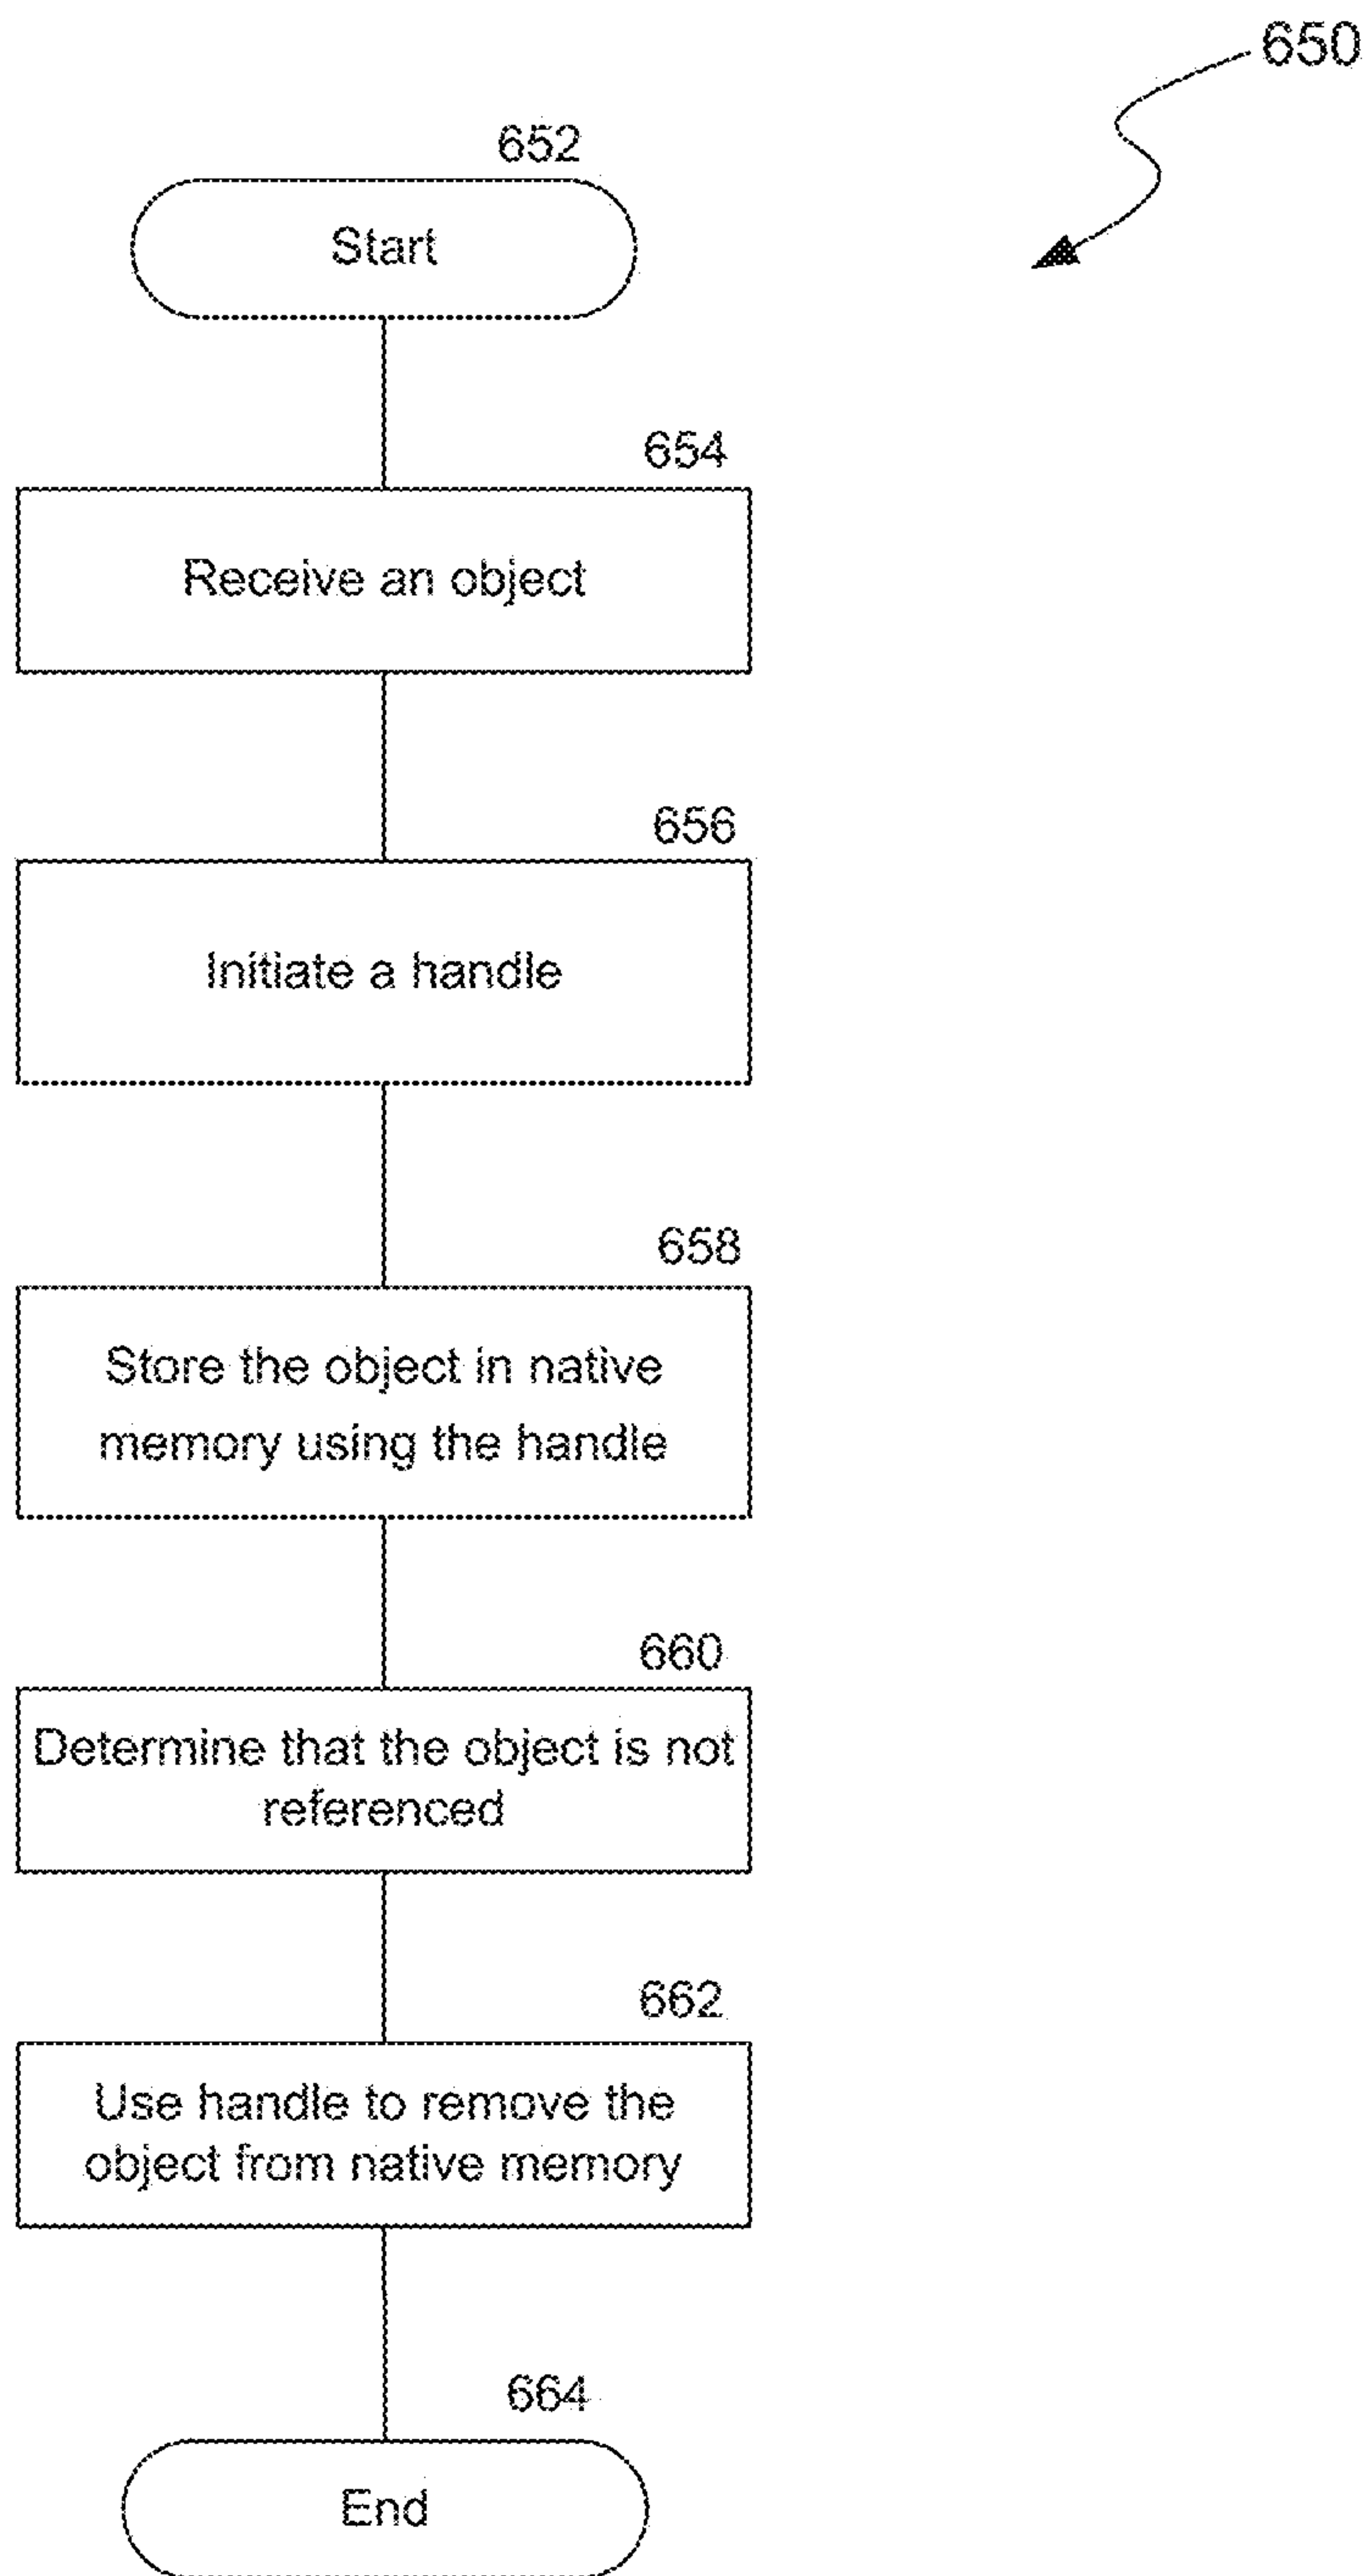 650
652
Start
654
Receive an object
656
Initiate a handle
658
Store the object in native
memory using the handle
660
Determine that the object is not
referenced
662
Use handle to remove the
object from native memory
664
End